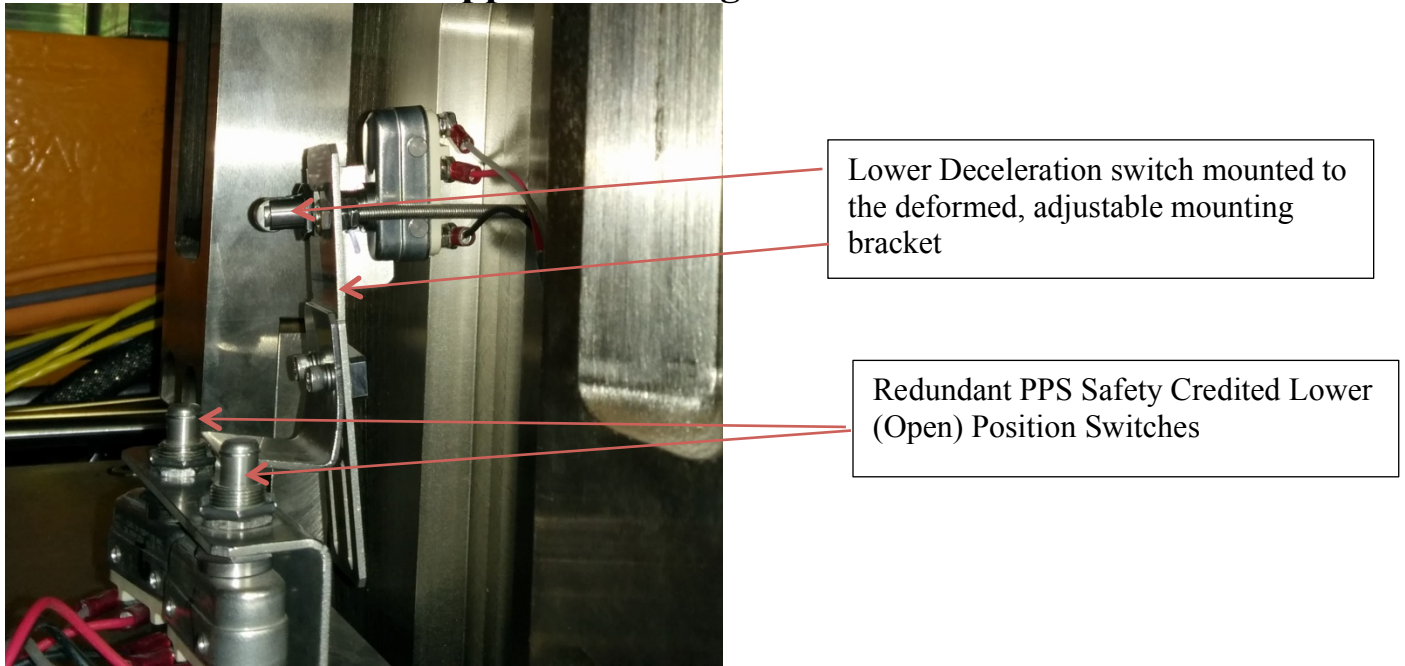 Lower Deceleration switch mounted to
the deformed, adjustable mounting
bracket
Redundant PPS Safety Credited Lower
(Open) Position Switches